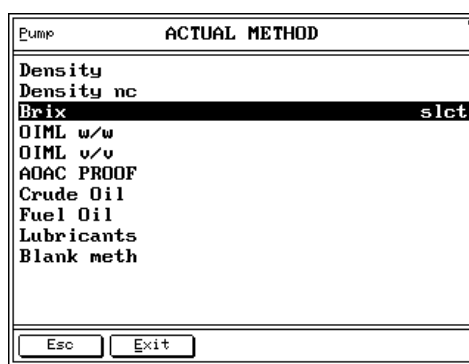 Pump ACTUAL METHOD
Density
Density nc
Brix slct
OIML w/w
OIML v/v
AOAC PROOF
Crude Oil
Fuel Oil
Lubricants
Blank meth
Esc Exit